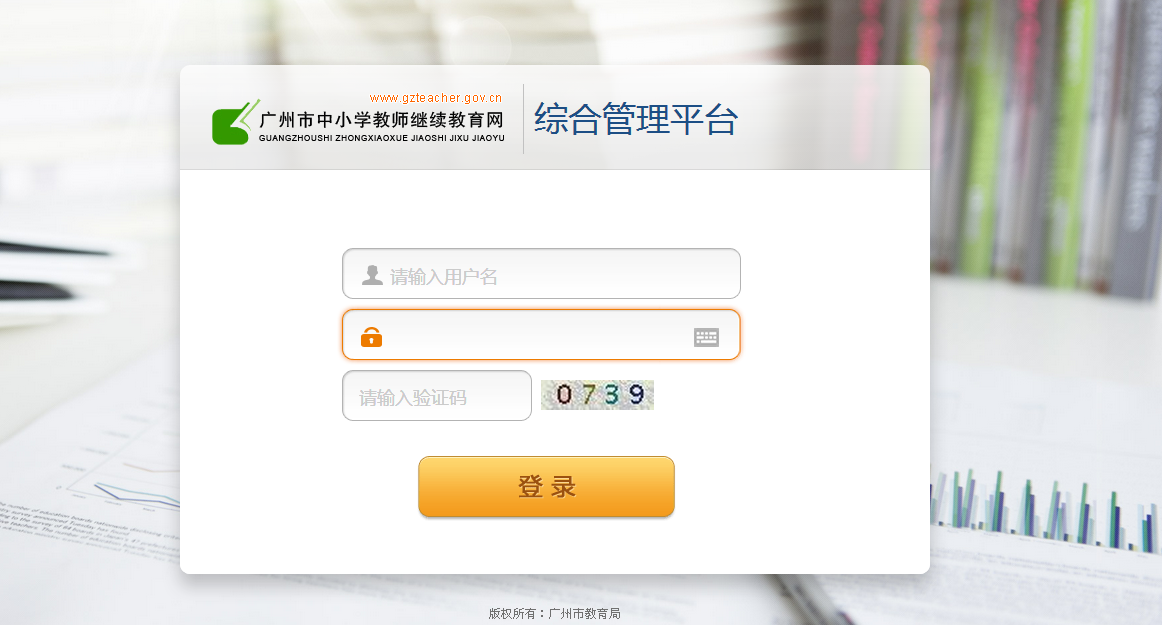 www.gzteacher.gov.cn
广州市中小学教师继续教育网
GUANGZHOUSHI ZHONGXIAOXUE JIAOSHI JIXU JIAOYU
综合管理平台
请输入用户名
请输入验证码
0739
登录
版权所有：广州市教育局